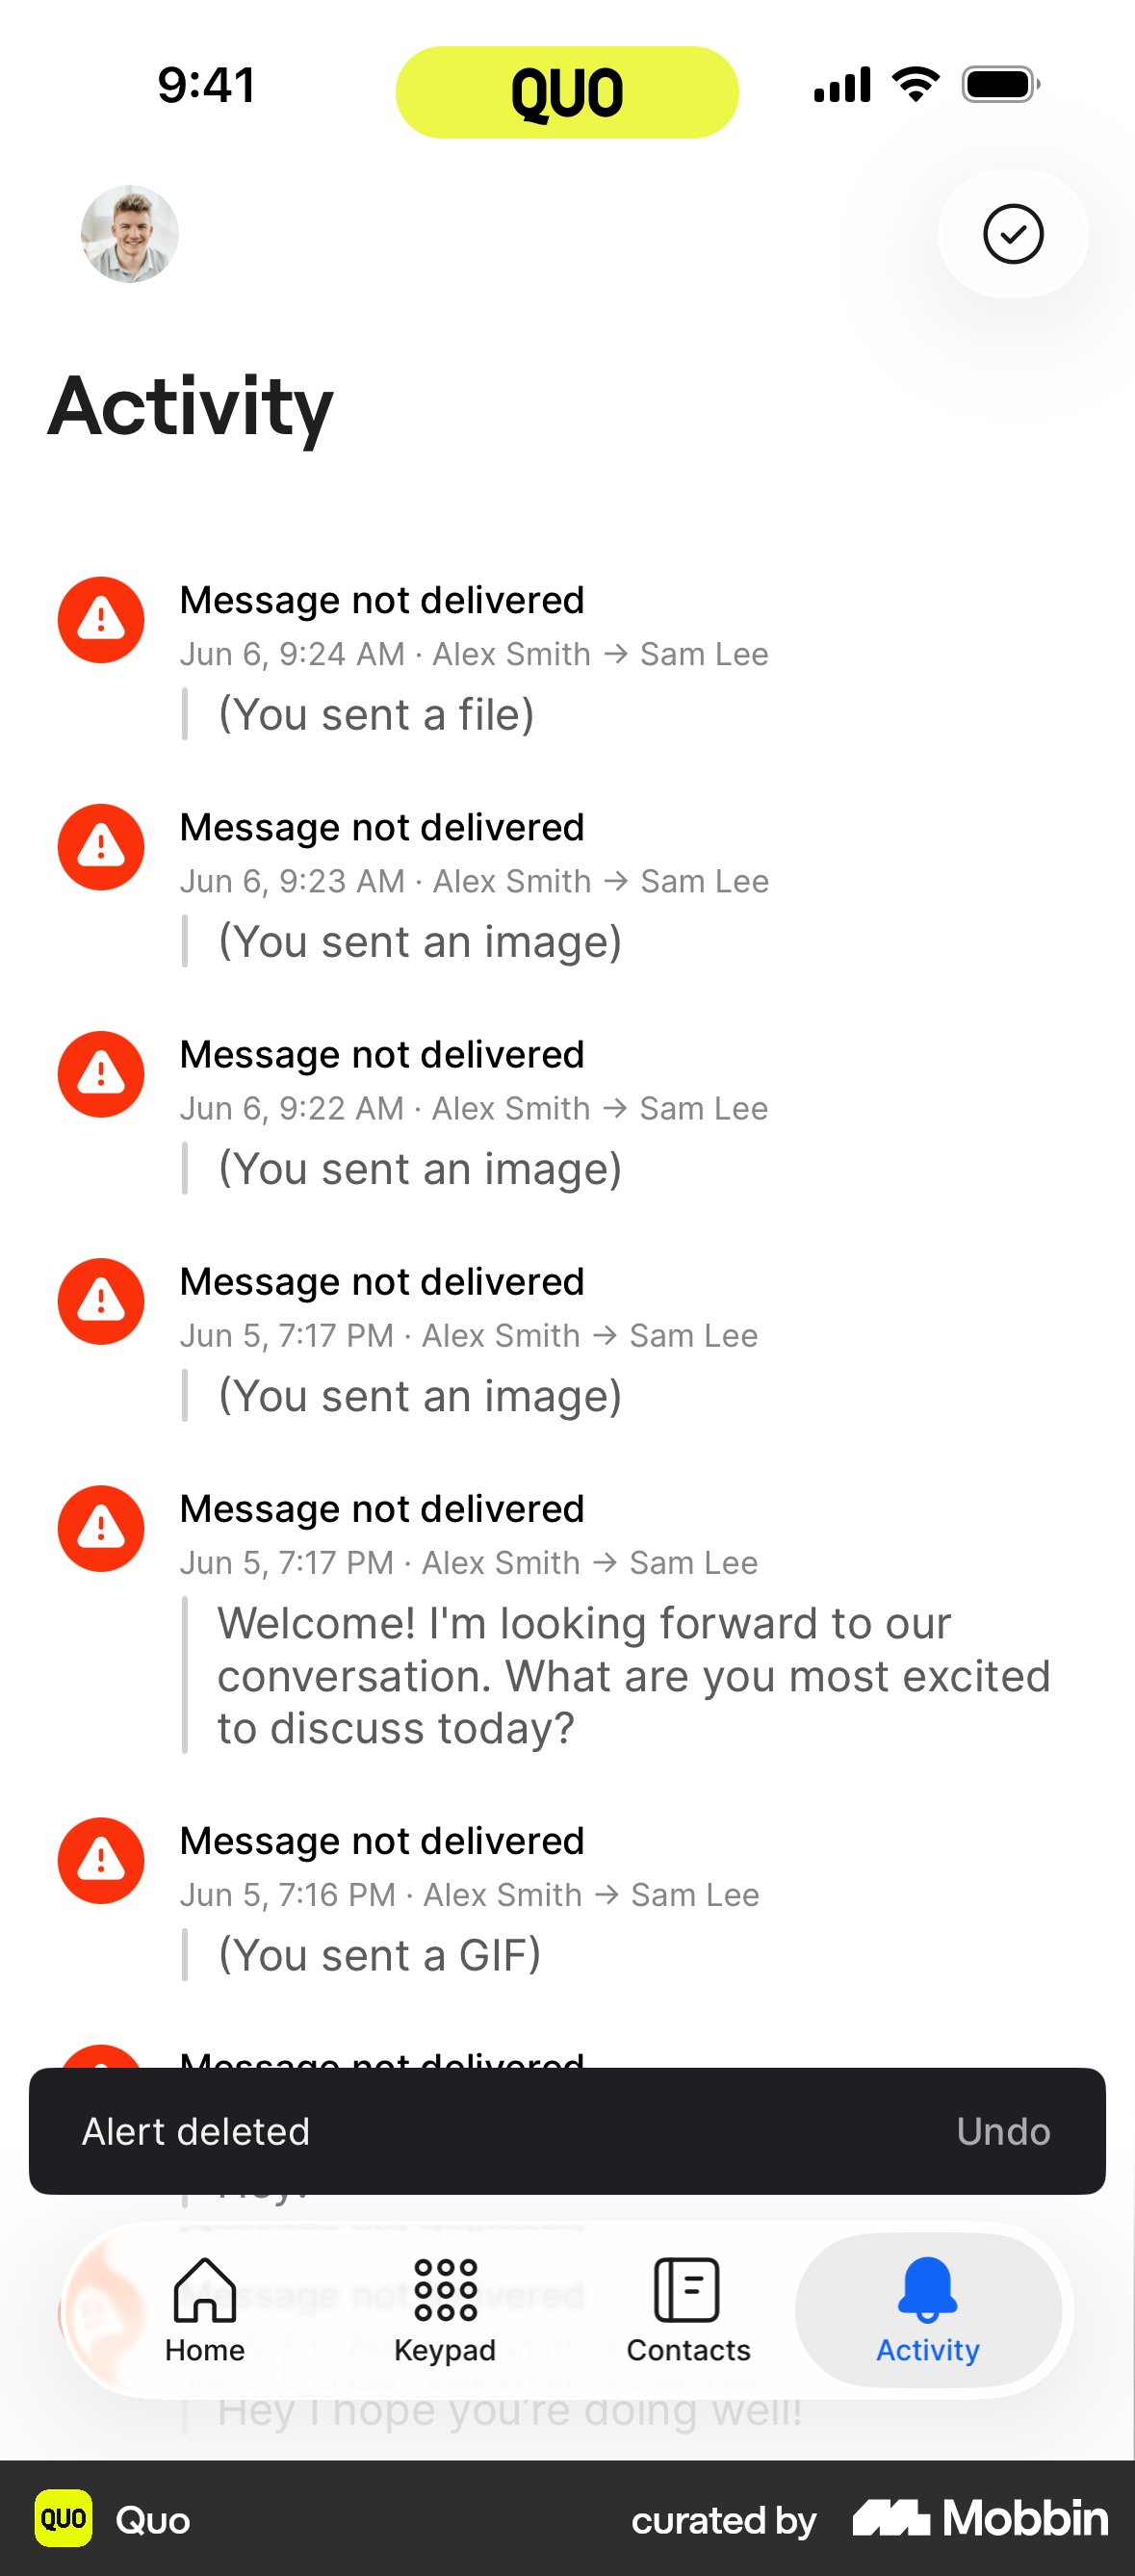 9:41
QUO
Activity
Message not delivered
Jun 6, 9:24 AM · Alex Smith → Sam Lee
(You sent a file)
Message not delivered
Jun 6, 9:23 AM · Alex Smith → Sam Lee
(You sent an image)
Message not delivered
Jun 6, 9:22 AM · Alex Smith → Sam Lee
(You sent an image)
Message not delivered
Jun 5, 7:17 PM · Alex Smith → Sam Lee
(You sent an image)
Message not delivered
Jun 5, 7:17 PM · Alex Smith → Sam Lee
Welcome! I'm looking forward to our
conversation. What are you most excited
to discuss today?
Message not delivered
Jun 5, 7:16 PM · Alex Smith → Sam Lee
(You sent a GIF)
Message not delivered
Alert deleted
Undo
Message not delivered
Home
Keypad
Contacts
Activity
Hey I hope you're doing well!
QUO
Quo
curated by
Mobbin